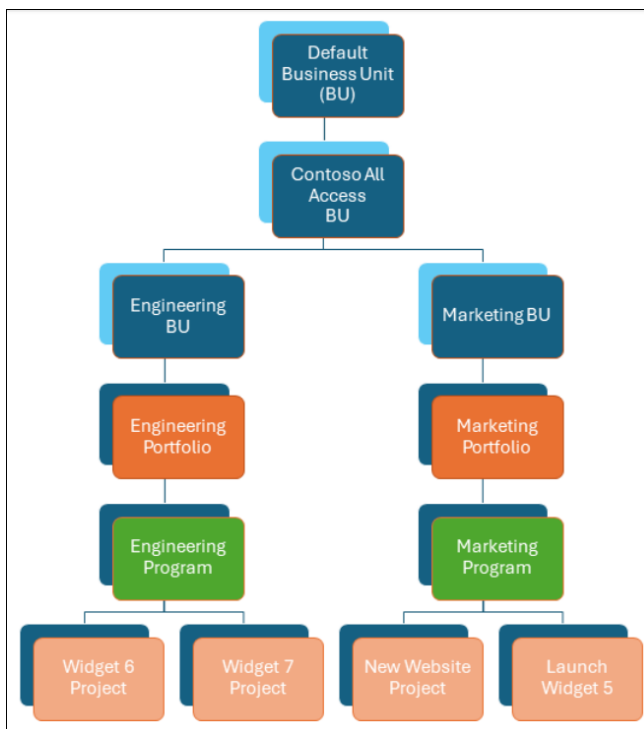 Default
Business Unit
(BU)
Contoso All
Access
BU
Engineering
BU
Marketing BU
Engineering
Portfolio
Marketing
Portfolio
Engineering
Program
Marketing
Program
Widget 6
Project
Widget 7
Project
New Website
Project
Launch
Widget 5